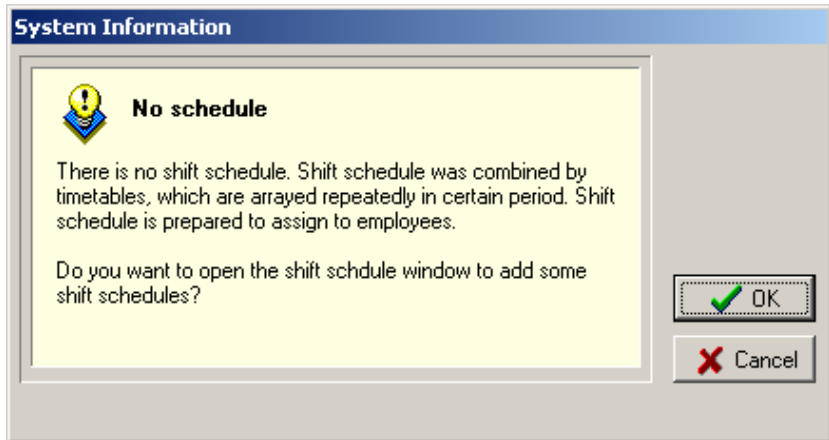 System Information
No schedule
There is no shift schedule. Shift schedule was combined by
timetables, which are arrayed repeatedly in certain period. Shift
schedule is prepared to assign to employees.
Do you want to open the shift schdule window to add some
shift schedules?
OK
Cancel